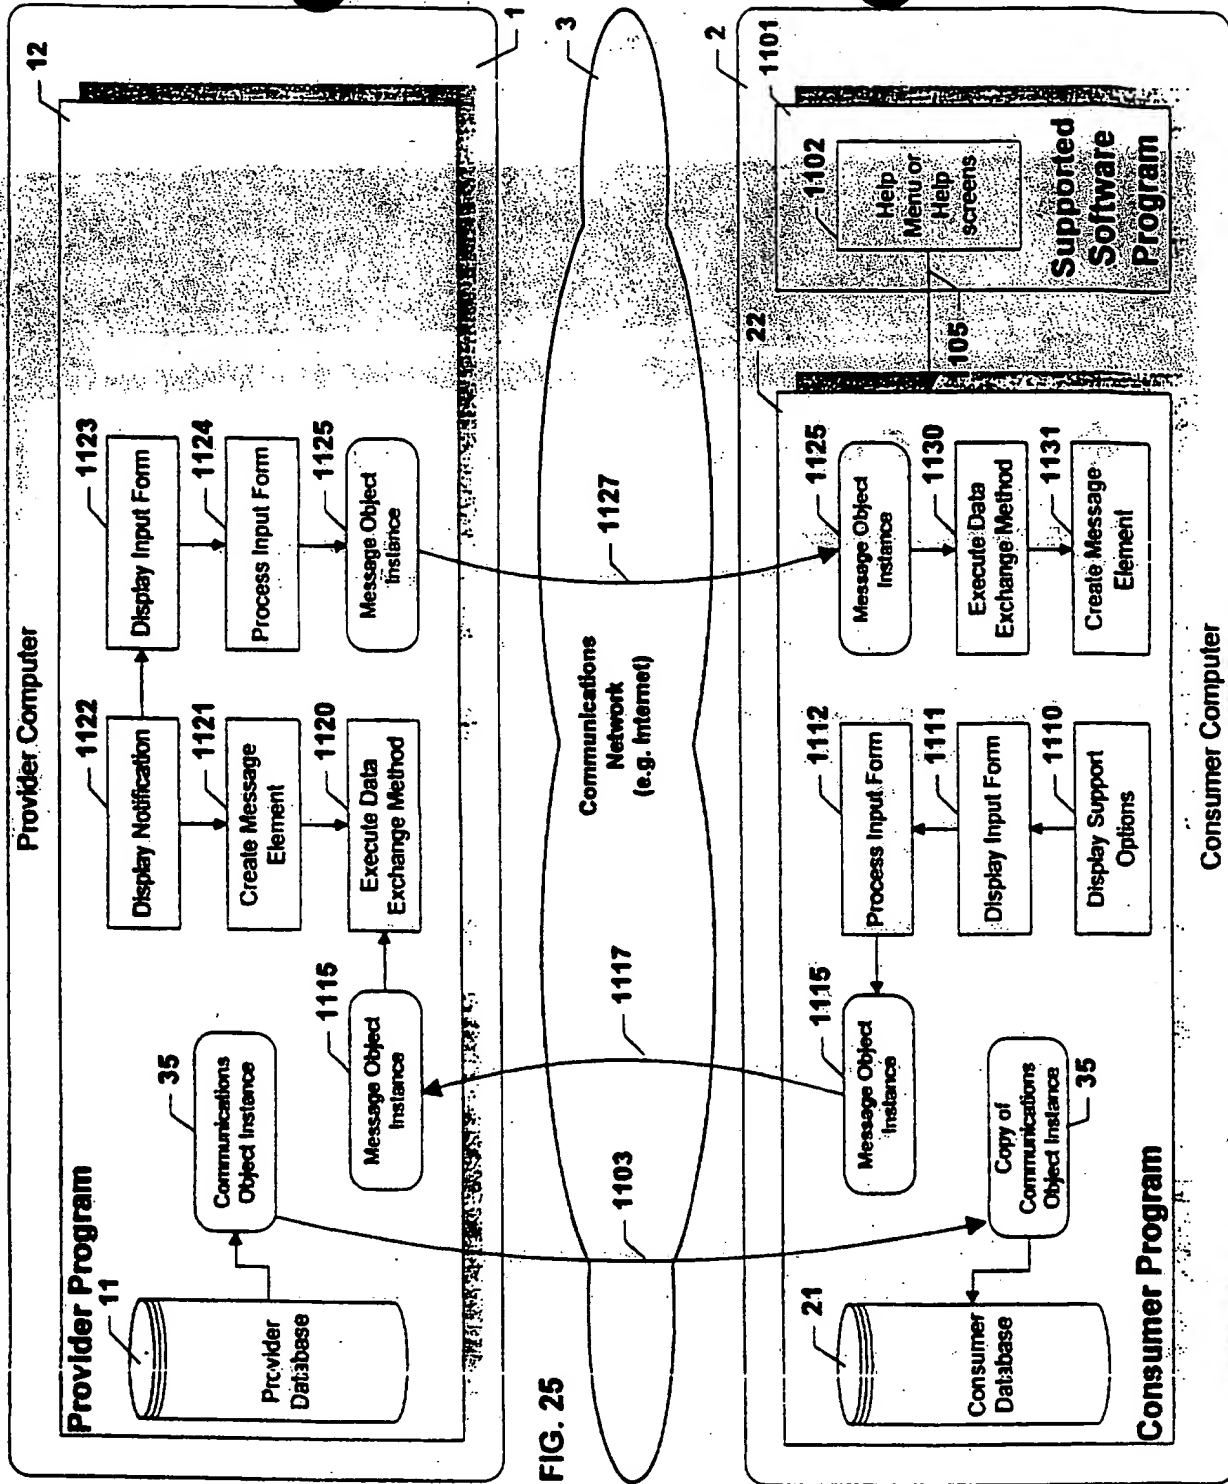 Provider Computer
1
12
Provider Program
11
Provider
Database
35
Communications
Object Instance
1115
Message Object
Instance
1122
Display Notification
1121
Create Message
Element
1120
Execute Data
Exchange Method
1123
Display Input Form
1124
Process Input Form
1125
Message Object
Instance
FIG. 25
3
1103
1117
Communications
Network
(e.g. Internet)
1127
Consumer Computer
2
22
Consumer Program
21
Consumer
Database
Copy of
Communications
Object Instance
35
1115
Message Object
Instance
1112
Process Input Form
1111
Display Input Form
1110
Display Support
Options
1125
Message Object
Instance
1130
Execute Data
Exchange Method
1131
Create Message
Element
105
1101
1102
Help
Menu or
Help
screens
Supported
Software
Program